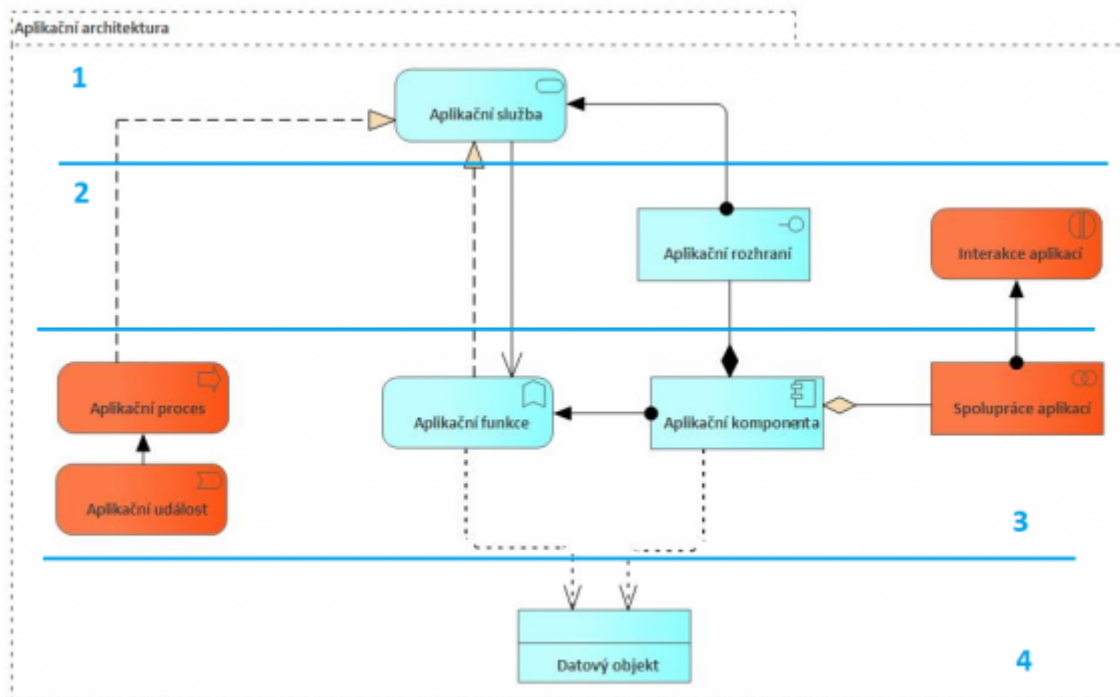 Aplikační architektura
1
Aplikační služba
2
Aplikační rozhraní
Interakce aplikací
Aplikační proces
Aplikační funkce
Aplikační komponenta
Spolupráce aplikací
Aplikační událost
3
Datový objekt
4